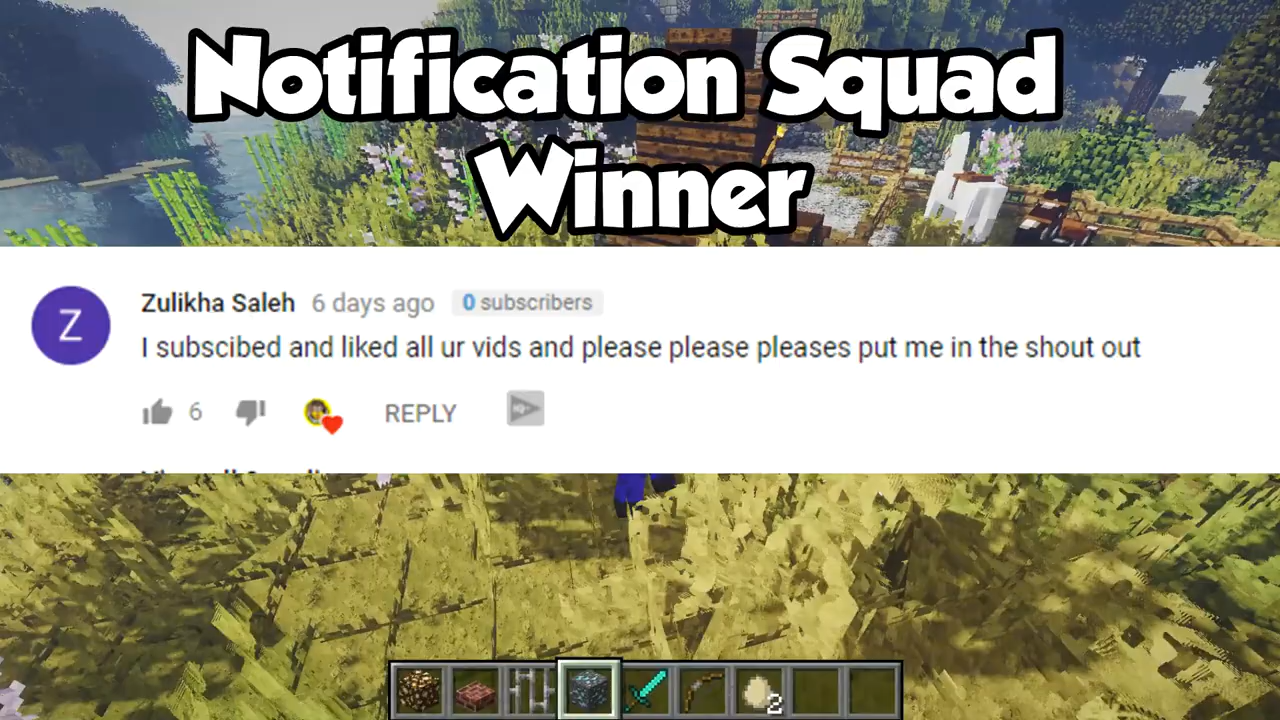 Notification Squad
Winner
Zulikha Saleh 6 days ago 0 subscribers
Z
I subscibed and liked all ur vids and please please pleases put me in the shout out
6 REPLY
2